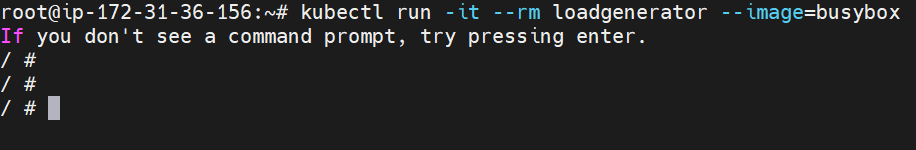 root@ip-172-31-36-156:~# kubectl run -it --rm loadgenerator --image=busybox
If you don't see a command prompt, try pressing enter.
/ #
/ #
/ #